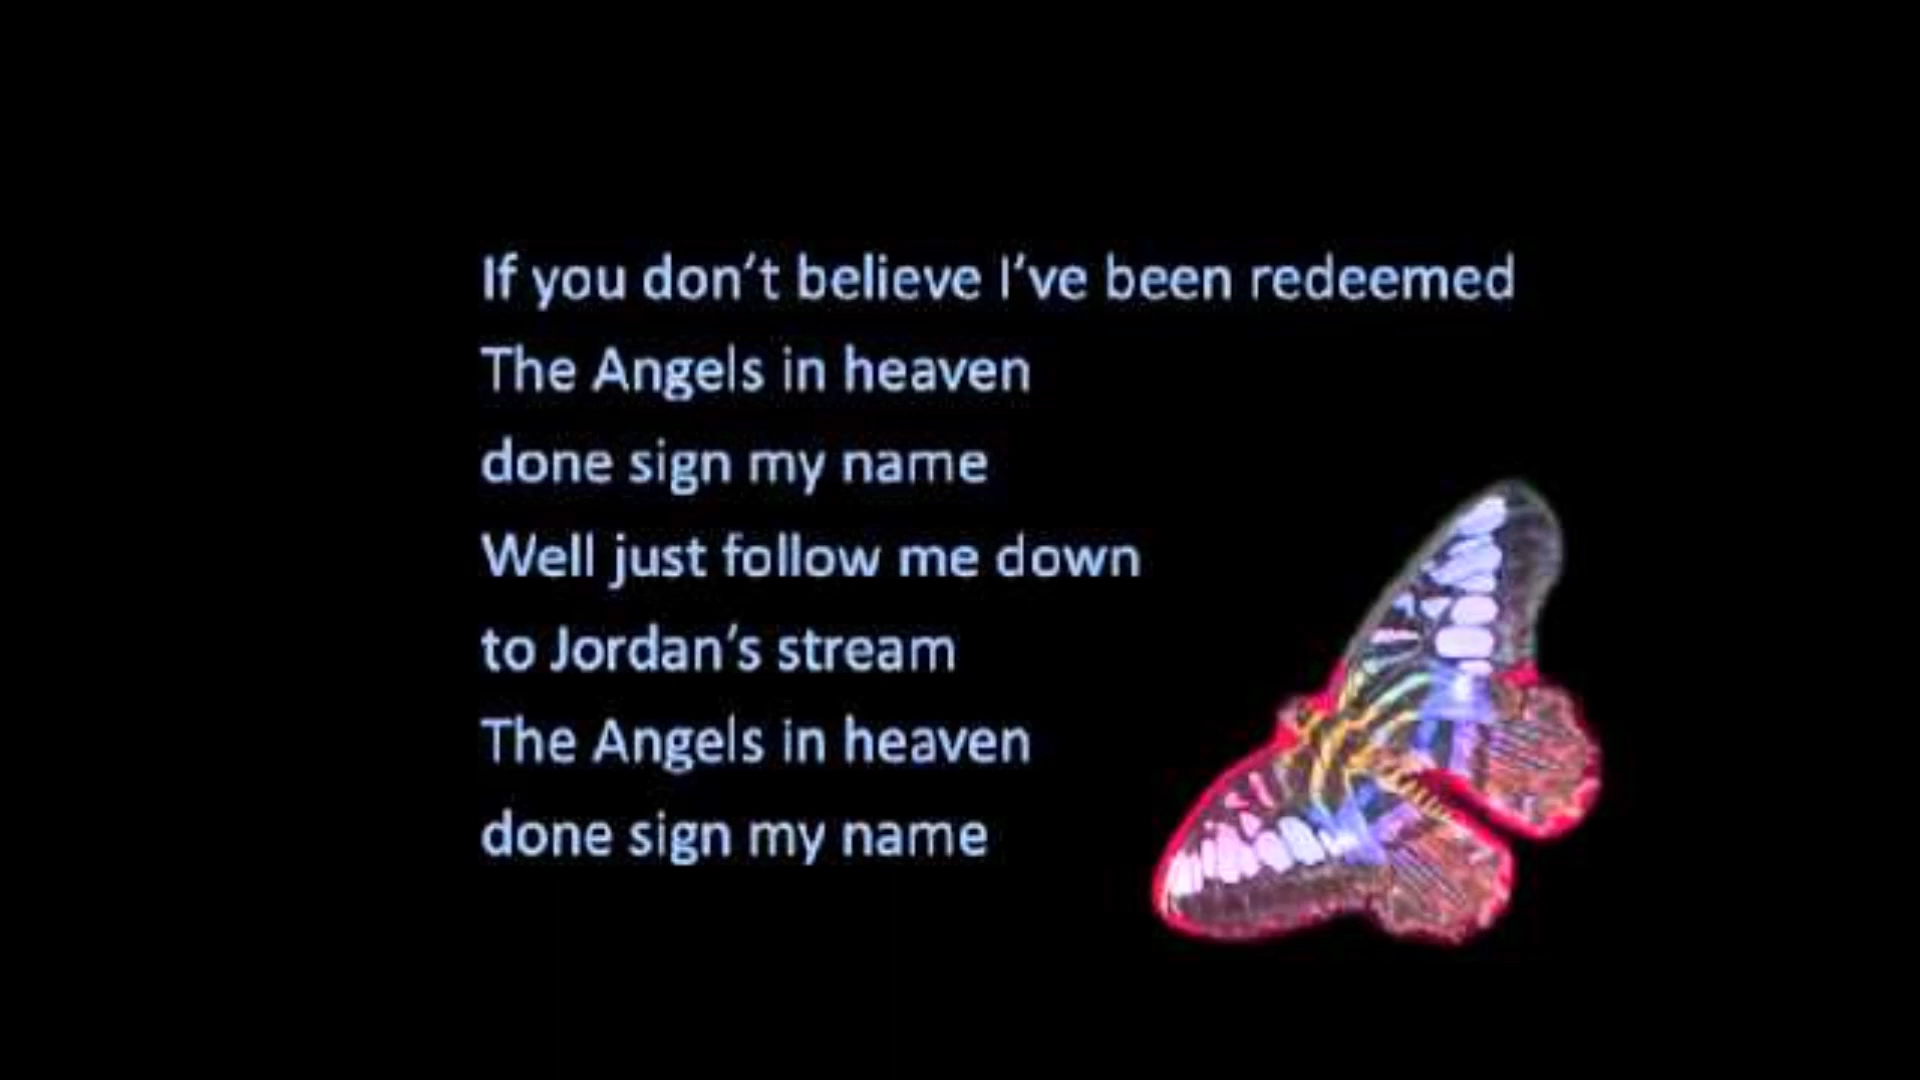 If you don’t believe I’ve been redeemed
The Angels in heaven
done sign my name
Well just follow me down
to Jordan’s stream
The Angels in heaven
done sign my name